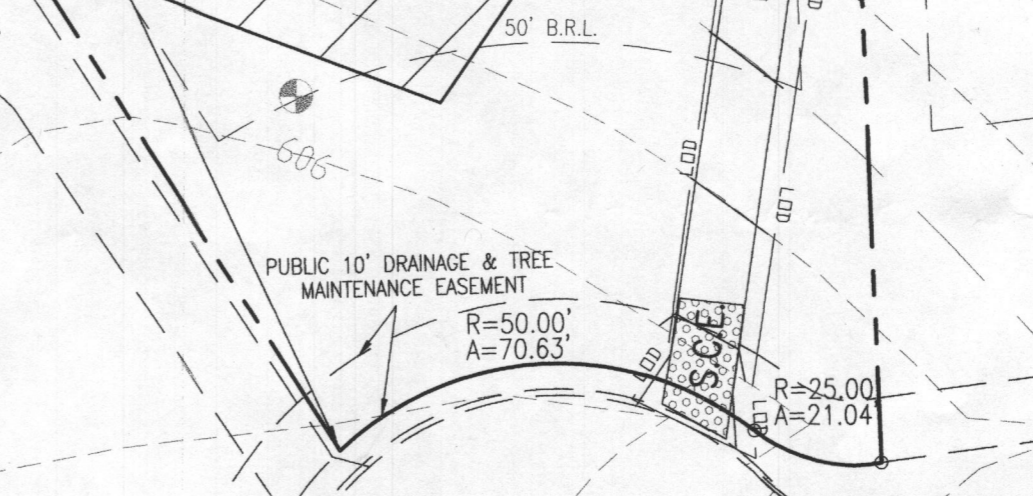 50' B.R.L.
606
LOD
LOD
PUBLIC 10' DRAINAGE & TREE
MAINTENANCE EASEMENT
R=50.00'
A=70.63'
S.C.E.
LOD
R=25.00
A=21.04'
LOD